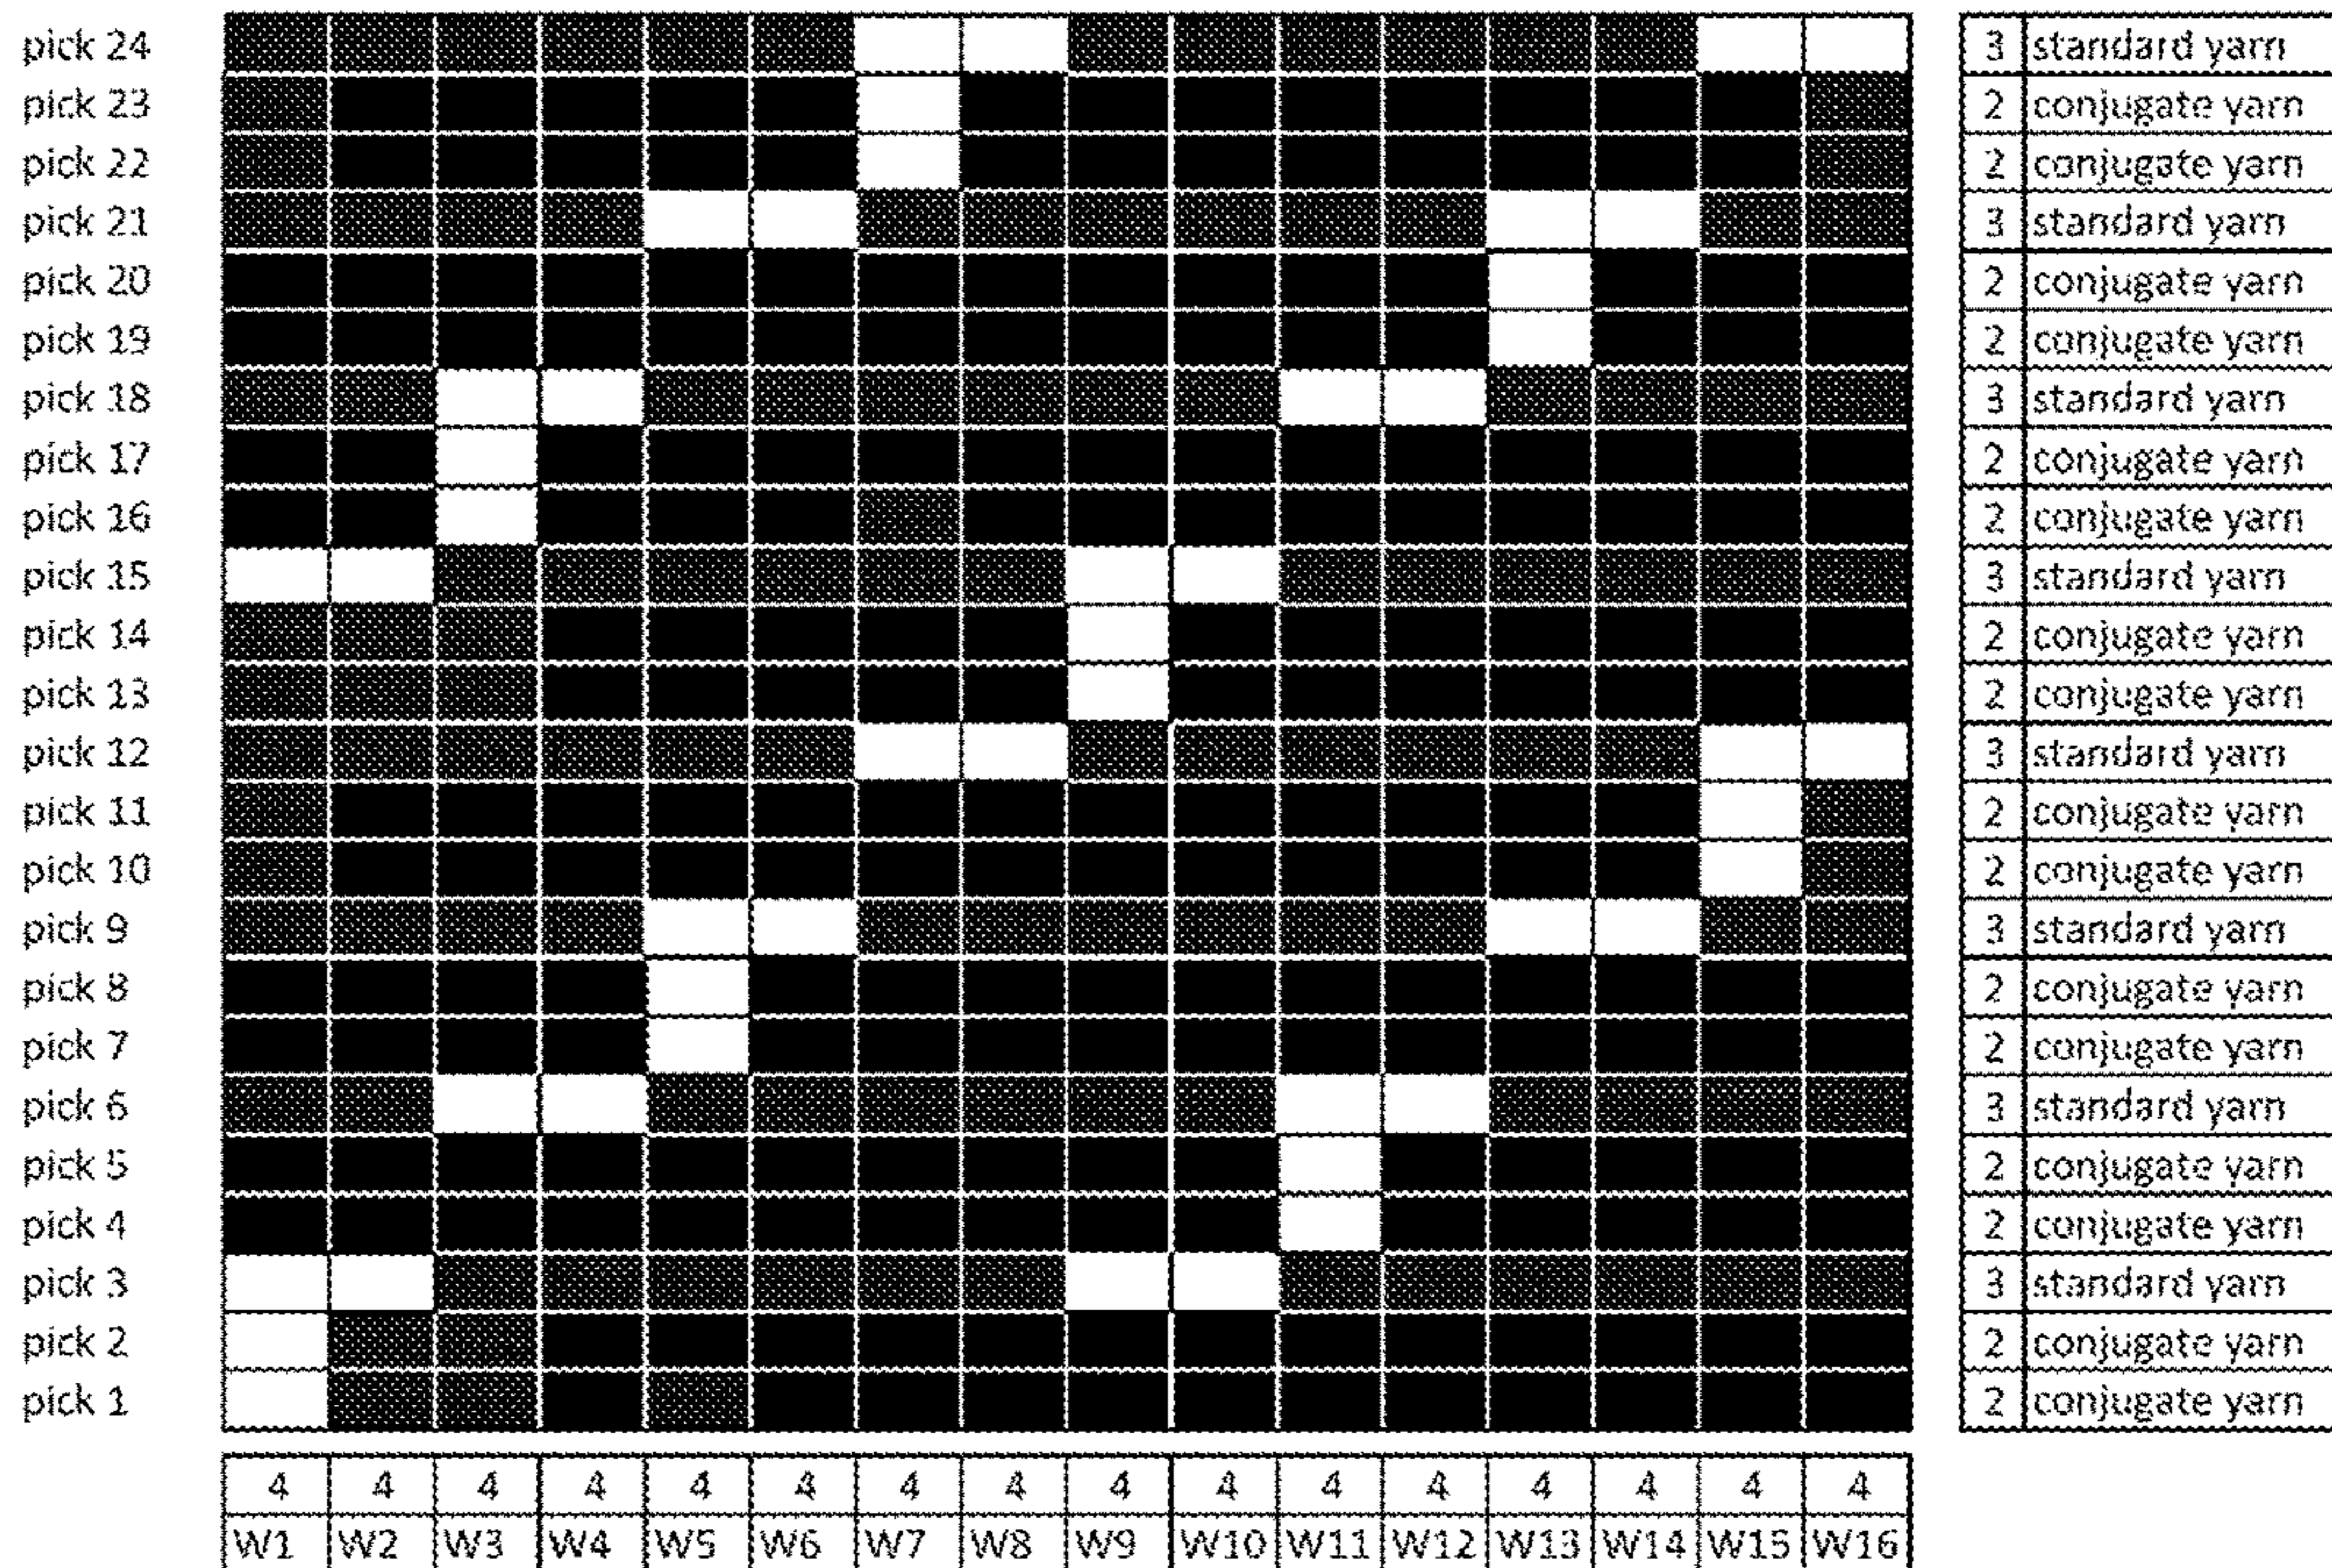 pick 24 3 standard yarn
pick 23 2 conjugate yarn
pick 22 2 conjugate yarn
pick 21 3 standard yarn
pick 20 2 conjugate yarn
pick 19 2 conjugate yarn
pick 18 3 standard yarn
pick 17 2 conjugate yarn
pick 16 2 conjugate yarn
pick 15 3 standard yarn
pick 14 2 conjugate yarn
pick 13 2 conjugate yarn
pick 12 3 standard yarn
pick 11 2 conjugate yarn
pick 10 2 conjugate yarn
pick 9 3 standard yarn
pick 8 2 conjugate yarn
pick 7 2 conjugate yarn
pick 6 3 standard yarn
pick 5 2 conjugate yarn
pick 4 2 conjugate yarn
pick 3 3 standard yarn
pick 2 2 conjugate yarn
pick 1 2 conjugate yarn
4 4 4 4 4 4 4 4 4 4 4 4 4 4 4 4
W1 W2 W3 W4 W5 W6 W7 W8 W9 W10 W11 W12 W13 W14 W15 W16